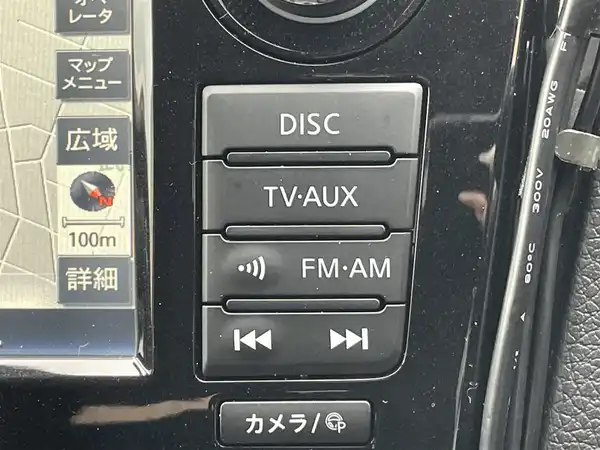 レータ
マップ
メニュー
広域
N
100m
詳細
DISC
TV·AUX
FM·AM
カメラ/P
20AWG
300V
80°C